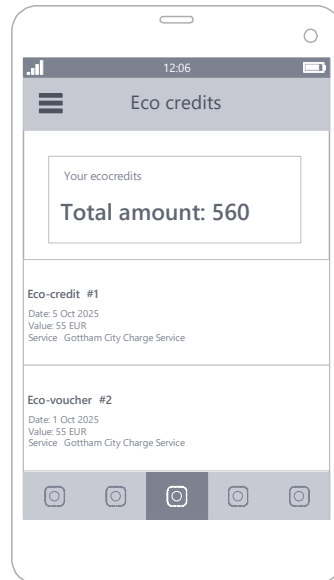 12:06
Eco credits
Your ecocredits
Total amount: 560
Eco-credit #1
Date: 5 Oct 2025
Value: 55 EUR
Service Gottham City Charge Service
Eco-voucher #2
Date: 1 Oct 2025
Value: 55 EUR
Service Gottham City Charge Service